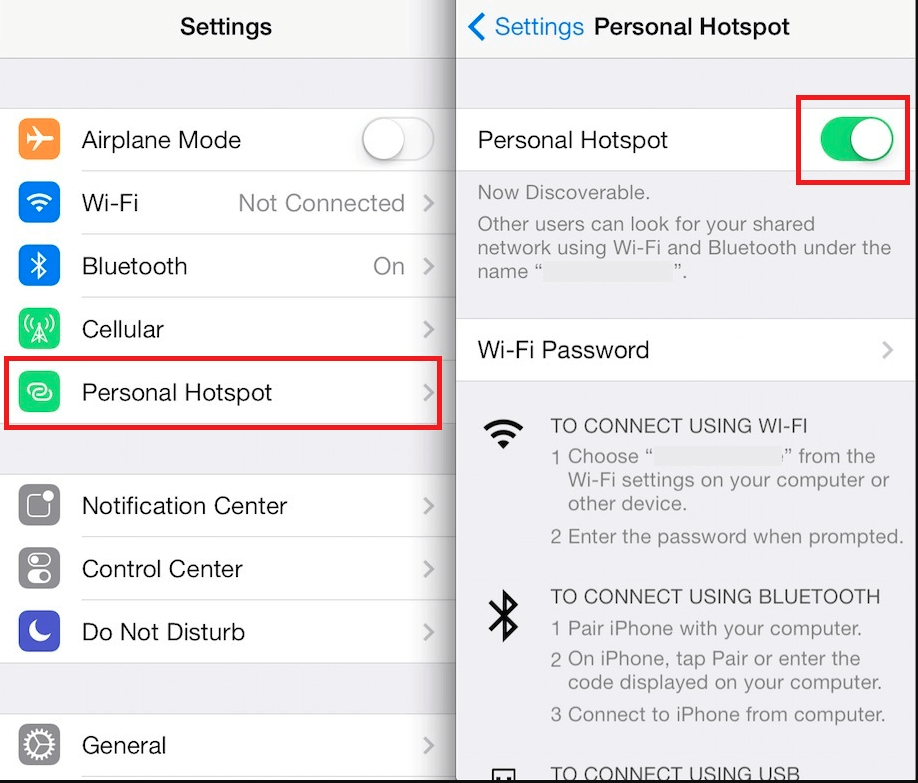 Settings
Airplane Mode
Wi-Fi Not Connected
Bluetooth On
Cellular
Personal Hotspot
Notification Center
Control Center
Do Not Disturb
General
Settings Personal Hotspot
Personal Hotspot
Now Discoverable.
Other users can look for your shared
network using Wi-Fi and Bluetooth under the
name “ ”.
Wi-Fi Password
TO CONNECT USING WI-FI
1 Choose “ ” from the
Wi-Fi settings on your computer or
other device.
2 Enter the password when prompted.
TO CONNECT USING BLUETOOTH
1 Pair iPhone with your computer.
2 On iPhone, tap Pair or enter the
code displayed on your computer.
3 Connect to iPhone from computer.
TO CONNECT USING USB